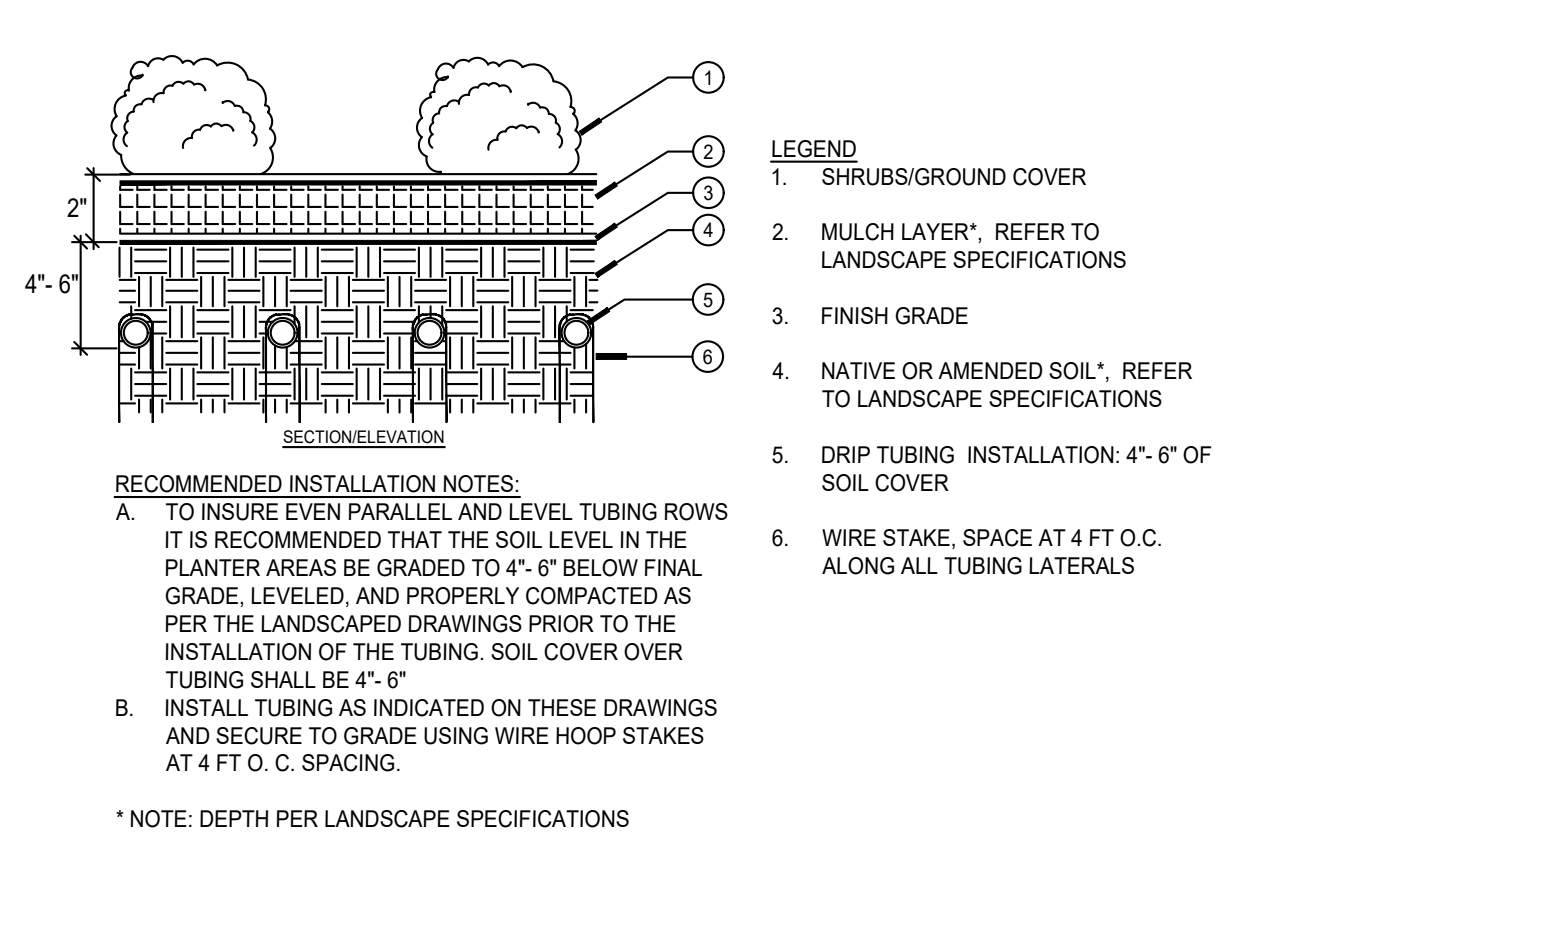 1
2
3
4
5
6
2"
4"- 6"
SECTION/ELEVATION
RECOMMENDED INSTALLATION NOTES:
A. TO INSURE EVEN PARALLEL AND LEVEL TUBING ROWS
IT IS RECOMMENDED THAT THE SOIL LEVEL IN THE
PLANTER AREAS BE GRADED TO 4"- 6" BELOW FINAL
GRADE, LEVELED, AND PROPERLY COMPACTED AS
PER THE LANDSCAPED DRAWINGS PRIOR TO THE
INSTALLATION OF THE TUBING. SOIL COVER OVER
TUBING SHALL BE 4"- 6"
B. INSTALL TUBING AS INDICATED ON THESE DRAWINGS
AND SECURE TO GRADE USING WIRE HOOP STAKES
AT 4 FT O. C. SPACING.
* NOTE: DEPTH PER LANDSCAPE SPECIFICATIONS
LEGEND
1. SHRUBS/GROUND COVER
2. MULCH LAYER*, REFER TO
LANDSCAPE SPECIFICATIONS
3. FINISH GRADE
4. NATIVE OR AMENDED SOIL*, REFER
TO LANDSCAPE SPECIFICATIONS
5. DRIP TUBING INSTALLATION: 4"- 6" OF
SOIL COVER
6. WIRE STAKE, SPACE AT 4 FT O.C.
ALONG ALL TUBING LATERALS